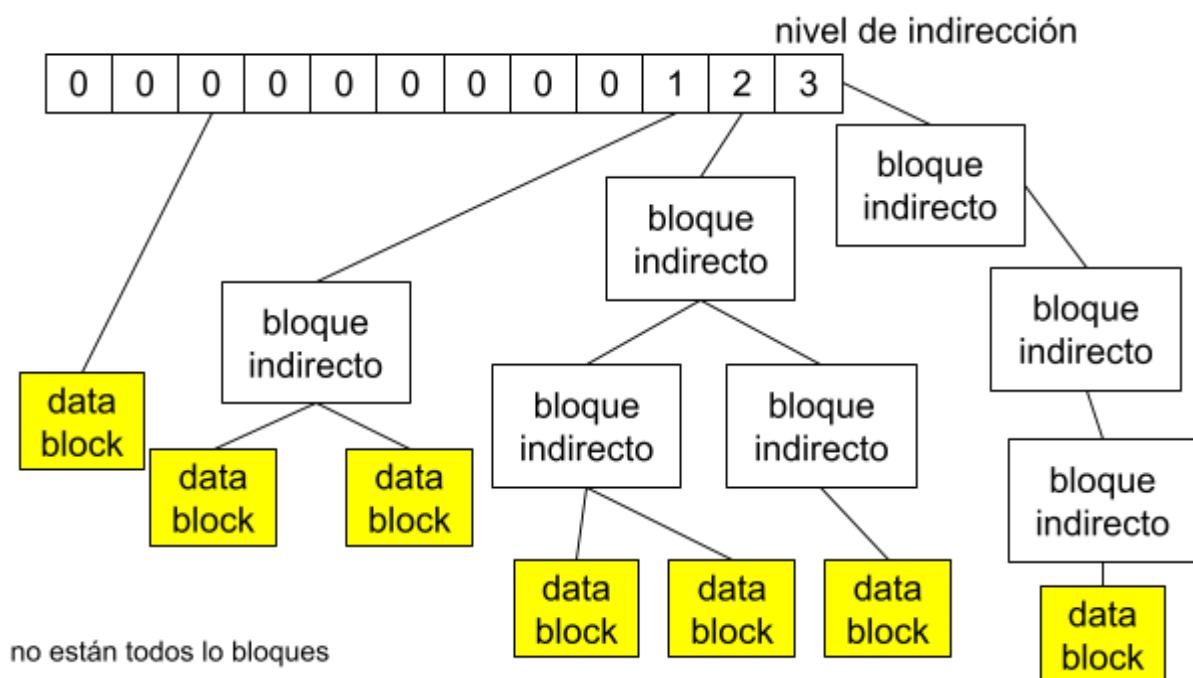 nivel de indirección
0 0 0 0 0 0 0 0 0 1 2 3
bloque
indirecto
bloque
indirecto
bloque
indirecto
bloque
indirecto
data
block
bloque
indirecto
bloque
indirecto
data
block
data
block
bloque
indirecto
data
block
data
block
data
block
data
block
no están todos lo bloques